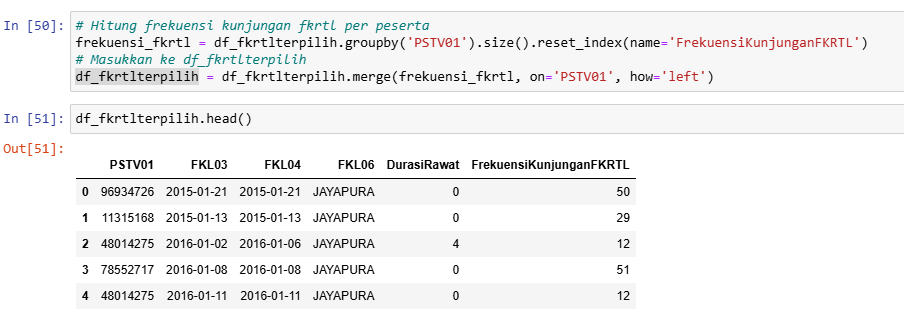 In [50]: # Hitung frekuensi kunjungan fkrtl per peserta
frekuensi_fkrtl = df_fkrtlterpilih.groupby('PSTV01').size().reset_index(name='FrekuensiKunjunganFKRTL')
# Masukkan ke df_fkrtlterpilih
df_fkrtlterpilih = df_fkrtlterpilih.merge(frekuensi_fkrtl, on='PSTV01', how='left')
In [51]: df_fkrtlterpilih.head()
Out[51]:
PSTV01 FKL03 FKL04 FKL06 DurasiRawat FrekuensiKunjunganFKRTL
0 96934726 2015-01-21 2015-01-21 JAYAPURA 0 50
1 11315168 2015-01-13 2015-01-13 JAYAPURA 0 29
2 48014275 2016-01-02 2016-01-06 JAYAPURA 4 12
3 78552717 2016-01-08 2016-01-08 JAYAPURA 0 51
4 48014275 2016-01-11 2016-01-11 JAYAPURA 0 12